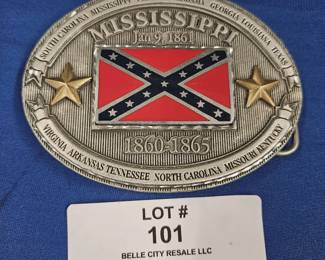 SOUTH CAROLINA MISSISSIPPI
GEORGIA LOUISIANA TEXAS
MISSISSIPPI
Jan 9, 1861
1860-1865
VIRGINIA ARKANSAS TENNESSEE NORTH CAROLINA MISSOURI KENTUCKY
LOT #
101
BELLE CITY RESALE LLC